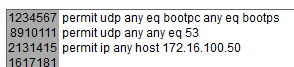 1234567 permit udp any eq bootpc any eq bootps
8910111 permit udp any any eq 53
2131415 permit ip any host 172.16.100.50
1617181